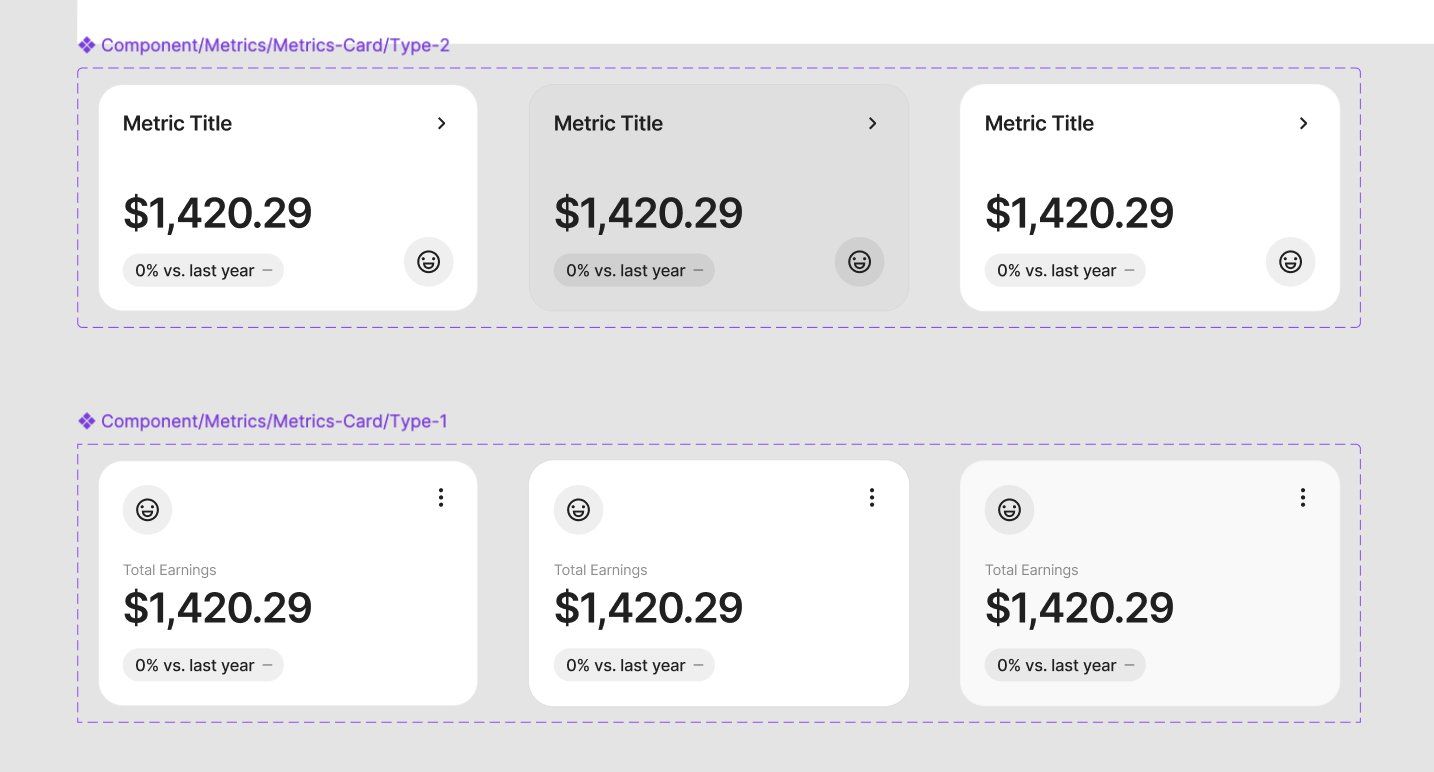 Component/Metrics/Metrics-Card/Type-2
Metric Title
$1,420.29
0% vs. last year –
Metric Title
$1,420.29
0% vs. last year –
Metric Title
$1,420.29
0% vs. last year –
Component/Metrics/Metrics-Card/Type-1
Total Earnings
$1,420.29
0% vs. last year –
Total Earnings
$1,420.29
0% vs. last year –
Total Earnings
$1,420.29
0% vs. last year –